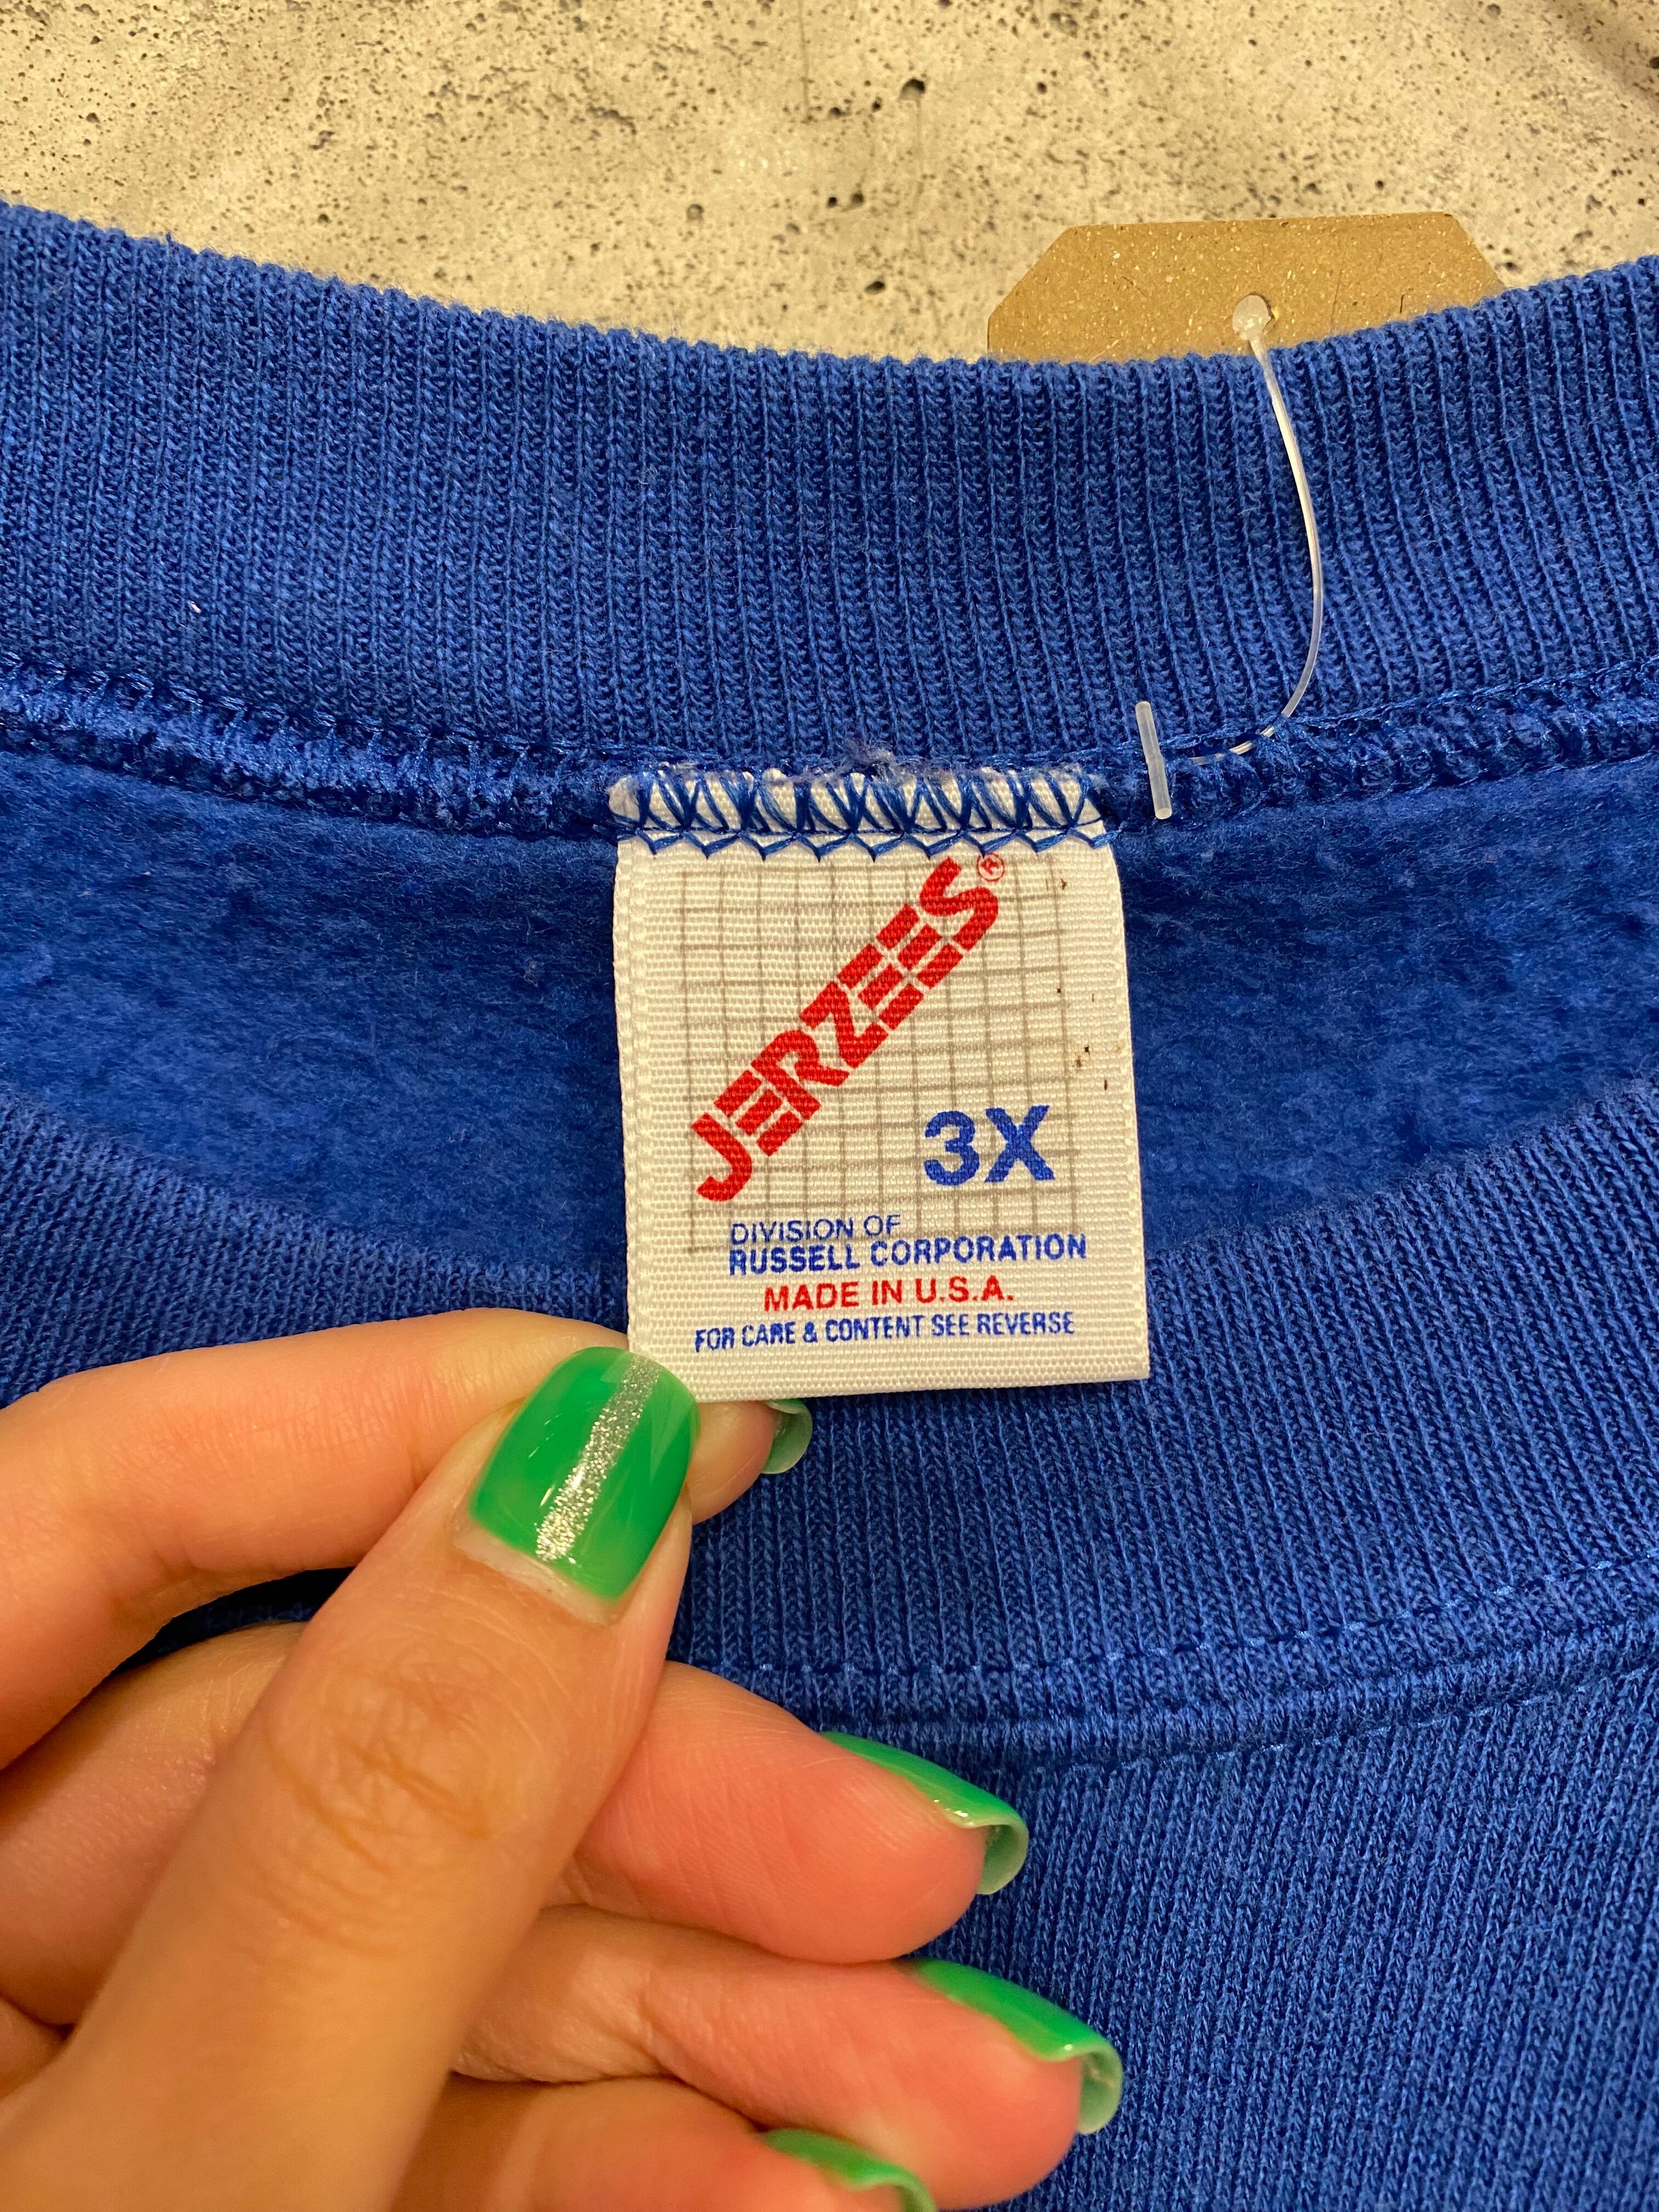 JERZEES®
3X
DIVISION OF
RUSSELL CORPORATION
MADE IN U.S.A.
FOR CARE & CONTENT SEE REVERSE